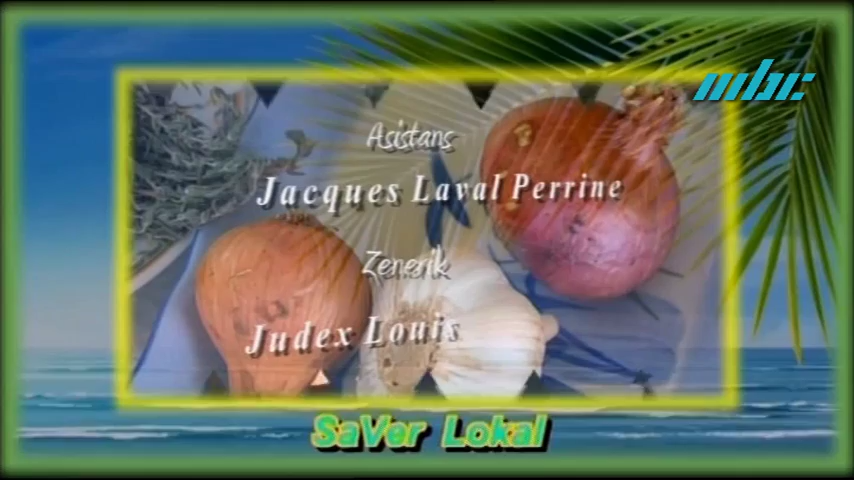 mbc
Asistans
Jacques Laval Perrine
Zenerik
Judex Louis
SaVer Lokal